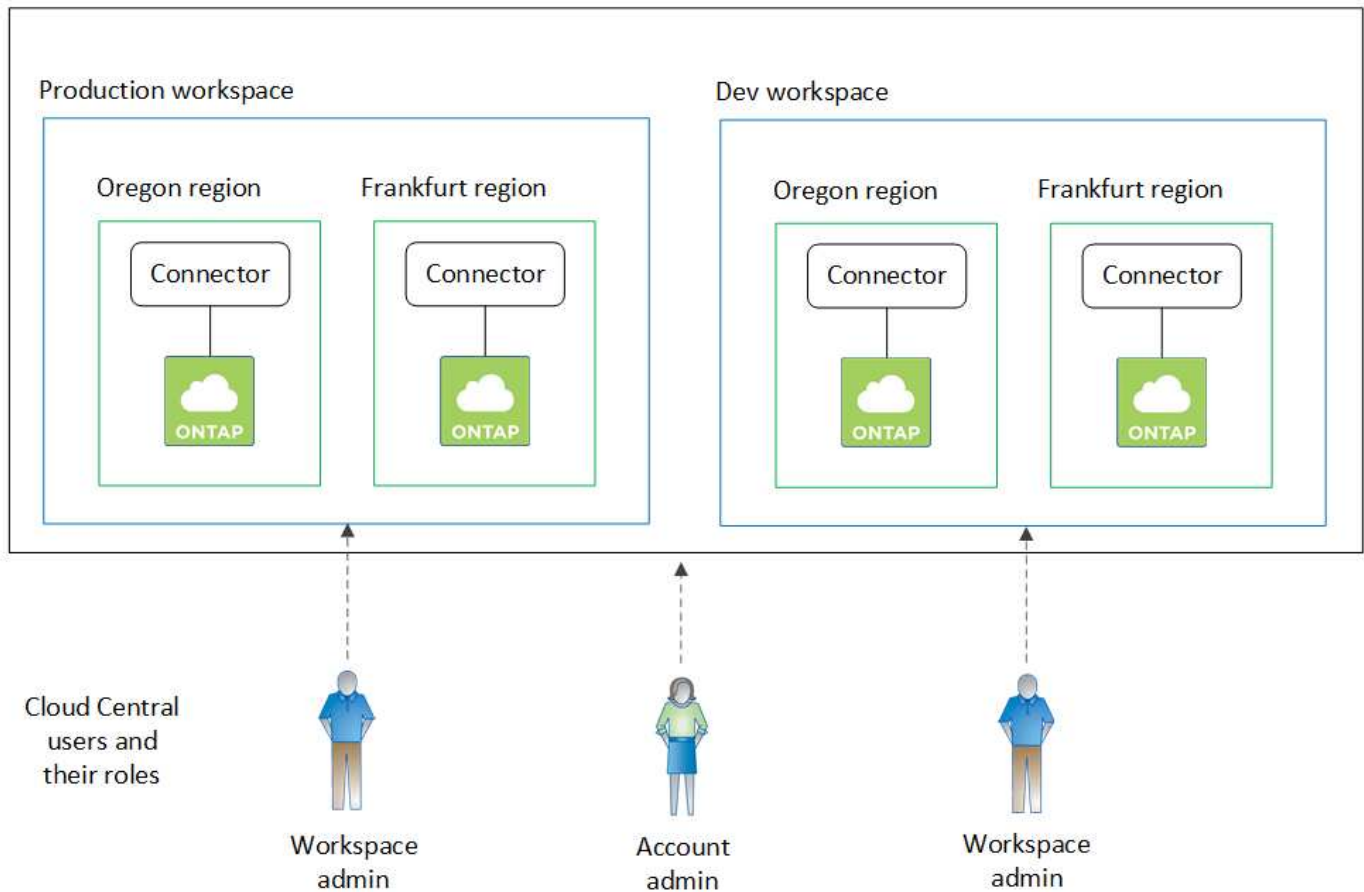 Production workspace
Dev workspace
Oregon region
Frankfurt region
Oregon region
Frankfurt region
Connector
Connector
Connector
Connector
ONTAP
ONTAP
ONTAP
ONTAP
Cloud Central
users and
their roles
Workspace
admin
Account
admin
Workspace
admin